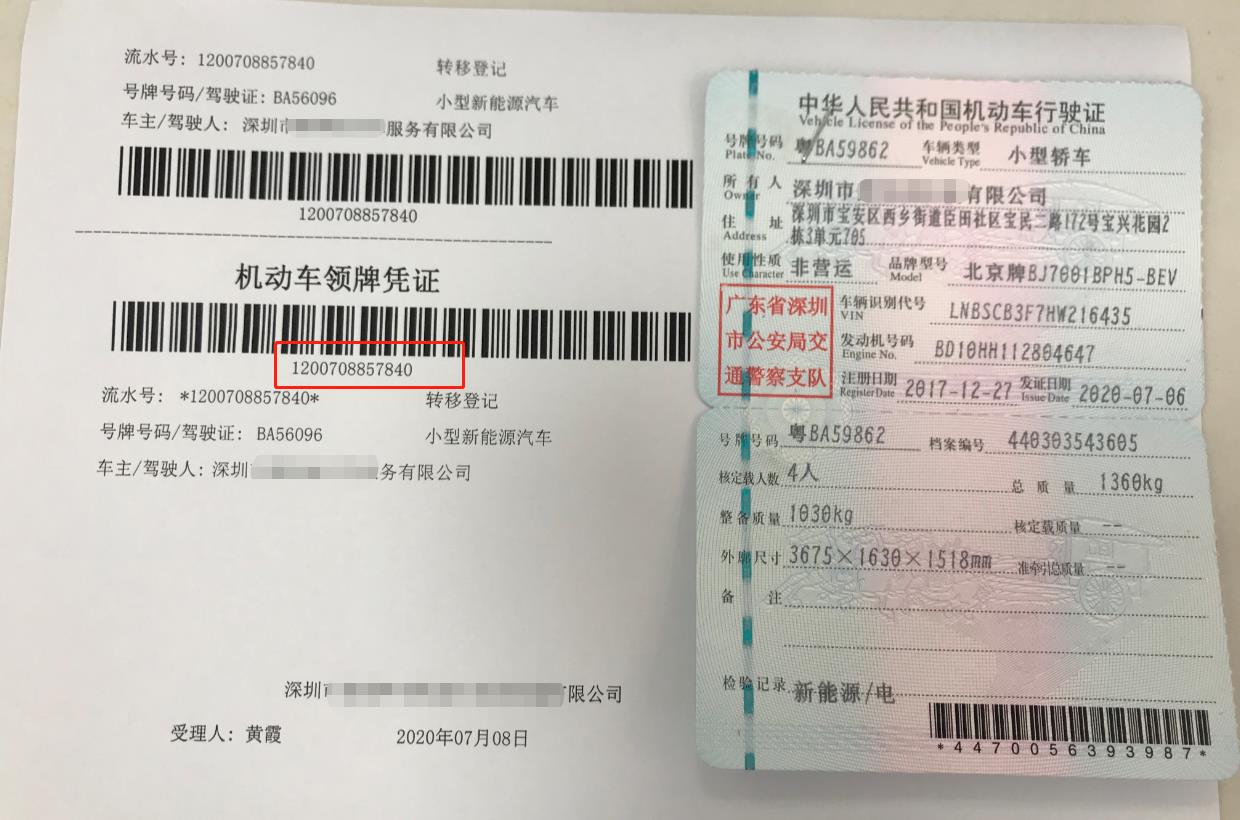 流水号：1200708857840 转移登记
号牌号码/驾驶证：BA56096 小型新能源汽车
车主/驾驶人：深圳市 服务有限公司
1200708857840
机动车领牌凭证
1200708857840
流水号： *1200708857840* 转移登记
号牌号码/驾驶证： BA56096 小型新能源汽车
车主/驾驶人：深圳 务有限公司
深圳市 限公司
受理人：黄霞 2020年07月08日
中华人民共和国机动车行驶证
Vehicle License of the People's Republic of China
号牌号码 粤BA59862 车辆类型 小型轿车
Plate No. Vehicle Type
所有人 深圳市 有限公司
Owner
住址 深圳市宝安区西乡街道臣田社区宝民二路172号宝兴花园2
Address 栋3单元705
使用性质 非营运 品牌型号 北京牌BJ7001BPH5-BEV
Use Character Model
广东省深圳
市公安局交
通警察支队
车辆识别代号 LNBSCB3F7HW216435
VIN
发动机号码 BD10HH112804647
Engine No.
注册日期 2017-12-27 发证日期 2020-07-06
Register Date Issue Date
号牌号码 粤BA59862 档案编号 440303543605
核定载人数 4人 总质量 1360kg
整备质量 1030kg 核定载质量 --
外廓尺寸 3675×1630×1518mm 准牵引总质量 --
备注
检验记录 新能源/电
*4470056393987*